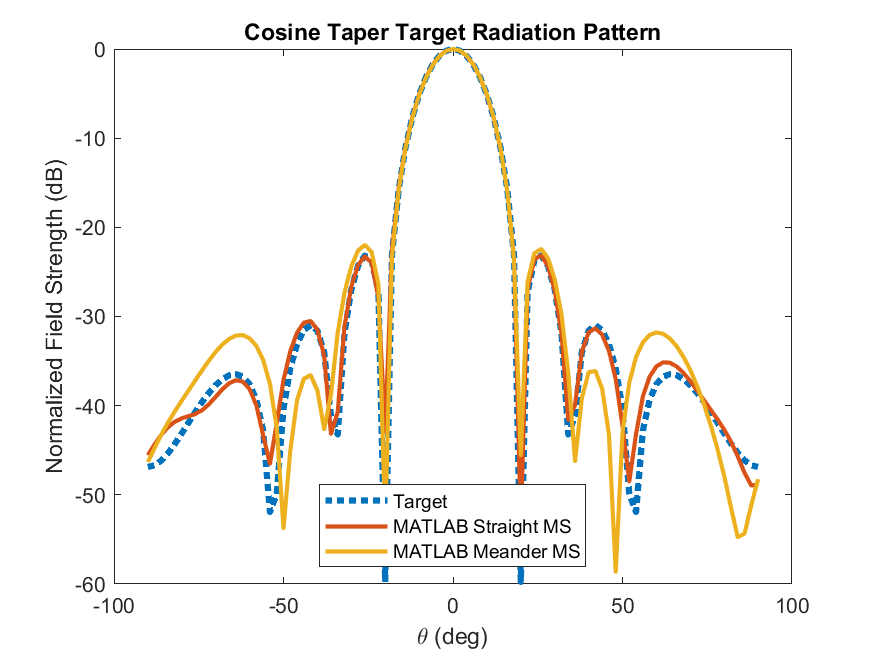 Cosine Taper Target Radiation Pattern
Normalized Field Strength (dB)
0
-10
-20
-30
-40
-50
-60
Target
MATLAB Straight MS
MATLAB Meander MS
-100
-50
0
50
100
θ (deg)